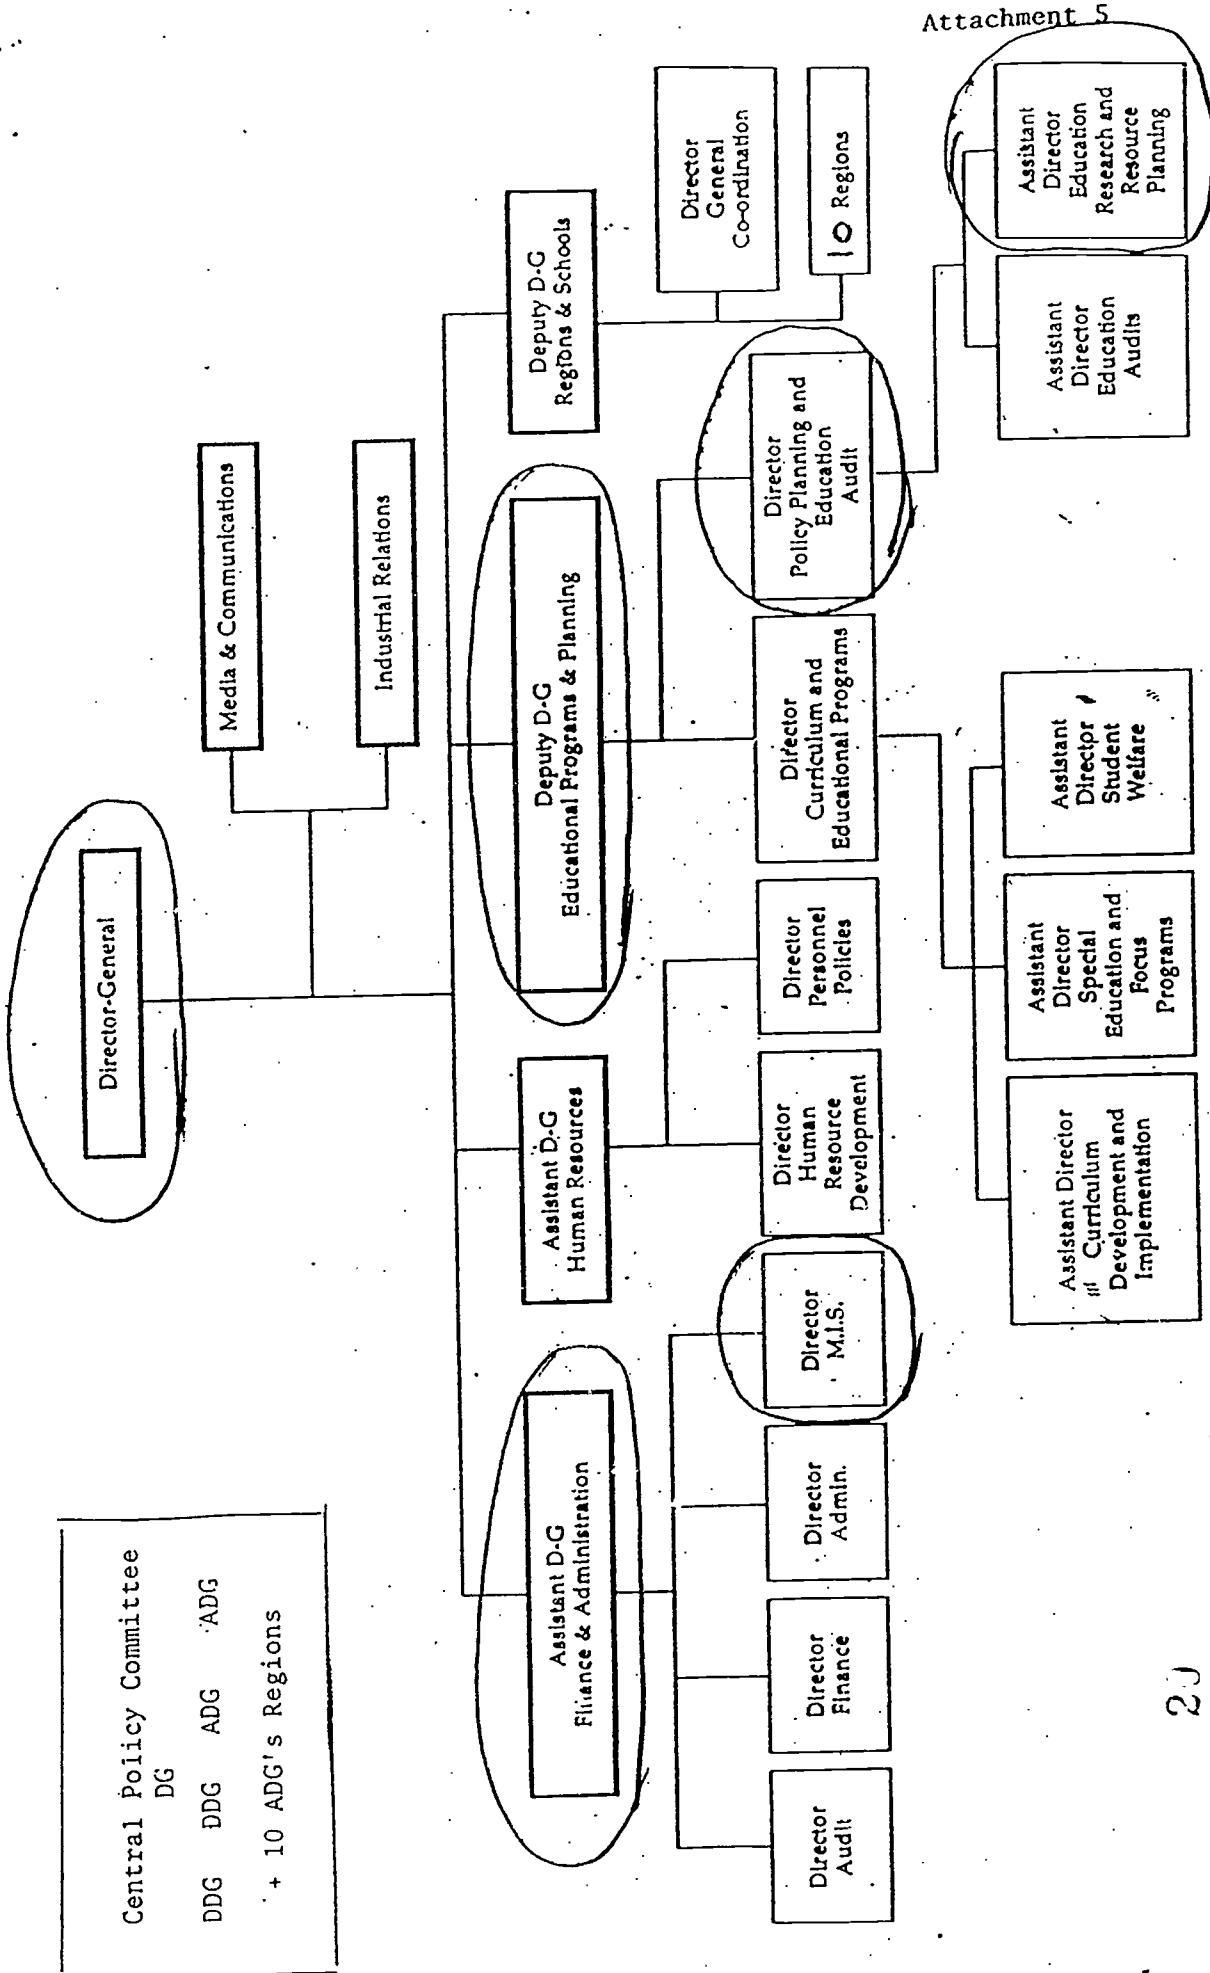 Attachment 5
Central Policy Committee
DG
DDG DDG ADG ADG
+ 10 ADG's Regions
Director-General
Media & Communications
Industrial Relations
Assistant D-G
Finance & Administration
Assistant D-G
Human Resources
Deputy D-G
Educational Programs & Planning
Deputy D-G
Regions & Schools
Director
Audit
Director
Finance
Director
Admin.
Director
M.I.S.
Director
Human
Resource
Development
Director
Personnel
Policies
Director
Curriculum and
Educational Programs
Director
Policy Planning and
Education
Audit
Director
General
Co-ordination
10 Regions
Assistant Director
Curriculum
Development and
Implementation
Assistant
Director
Special
Education and
Focus
Programs
Assistant
Director
Student
Welfare
Assistant
Director
Education
Audits
Assistant
Director
Education
Research and
Resource
Planning